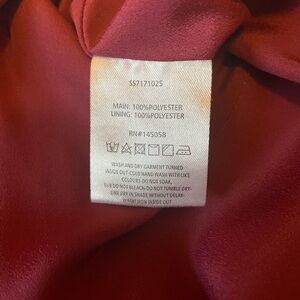 SS7171025
MAIN: 100%POLYESTER
LINING: 100%POLYESTER
RN#145058
WASH AND DRY GARMENT TURNED
INSIDE OUT COLD HAND WASH WITH LIKE
COLOURS DO NOT SOAK,
RUB DO NOT BLEACH DO NOT TUMBLE DRY-
LINE DRY IN SHADE WITHOUT DELAY-
WARM IRON INSIDE OUT